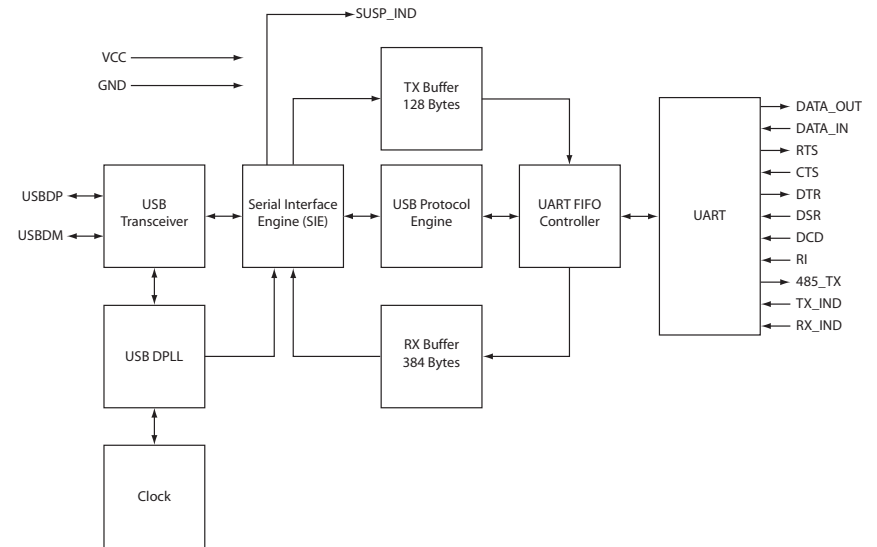 SUSP_IND
VCC
GND
TX Buffer
128 Bytes
DATA_OUT
DATA_IN
RTS
CTS
DTR
DSR
DCD
RI
485_TX
TX_IND
RX_IND
USBDP
USBDM
USB
Transceiver
Serial Interface
Engine (SIE)
USB Protocol
Engine
UART FIFO
Controller
UART
USB DPLL
RX Buffer
384 Bytes
Clock